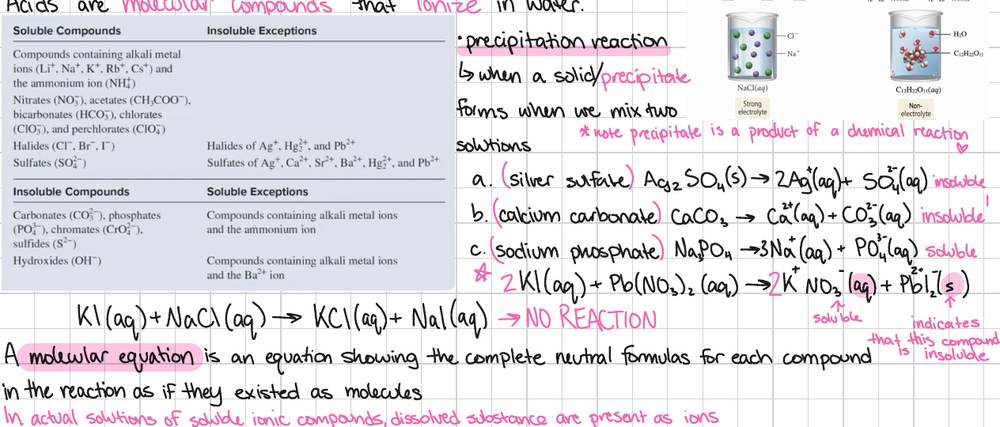 Acids are molecular compounds that ionize in water.
Soluble Compounds Insoluble Exceptions
Compounds containing alkali metal
ions (Li⁺, Na⁺, K⁺, Rb⁺, Cs⁺) and
the ammonium ion (NH₄⁺)
Nitrates (NO₃⁻), acetates (CH₃COO⁻),
bicarbonates (HCO₃⁻), chlorates
(ClO₃⁻), and perchlorates (ClO₄⁻)
Halides (Cl⁻, Br⁻, I⁻) Halides of Ag⁺, Hg₂²⁺, and Pb²⁺
Sulfates (SO₄²⁻) Sulfates of Ag⁺, Ca²⁺, Sr²⁺, Ba²⁺, Hg₂²⁺, and Pb²⁺
Insoluble Compounds Soluble Exceptions
Carbonates (CO₃²⁻), phosphates Compounds containing alkali metal ions
(PO₄³⁻), chromates (CrO₄²⁻), and the ammonium ion
sulfides (S²⁻)
Hydroxides (OH⁻) Compounds containing alkali metal ions
and the Ba²⁺ ion
• precipitation reaction
↳ when a solid/precipitate
forms when we mix two
solutions
Cl⁻
Na⁺
NaCl(aq)
Strong
electrolyte
H₂O
C₁₂H₂₂O₁₁
C₁₂H₂₂O₁₁(aq)
Non-
electrolyte
*note precipitate is a product of a chemical reaction
a. (silver sulfate) Ag₂SO₄(s) → 2Ag⁺(aq) + SO₄²⁻(aq) insoluble
b. (calcium carbonate) CaCO₃ → Ca²⁺(aq) + CO₃²⁻(aq) insoluble
c. (sodium phosphate) Na₃PO₄ → 3Na⁺(aq) + PO₄³⁻(aq) soluble
2KI(aq) + Pb(NO₃)₂(aq) → 2K⁺NO₃⁻(aq) + Pb²⁺I₂⁻(s)
soluble
indicates
that this compound
is insoluble
KI(aq) + NaCl(aq) → KCl(aq) + NaI(aq) → NO REACTION
A molecular equation is an equation showing the complete neutral formulas for each compound
in the reaction as if they existed as molecules
In actual solutions of soluble ionic compounds, dissolved substance are present as ions